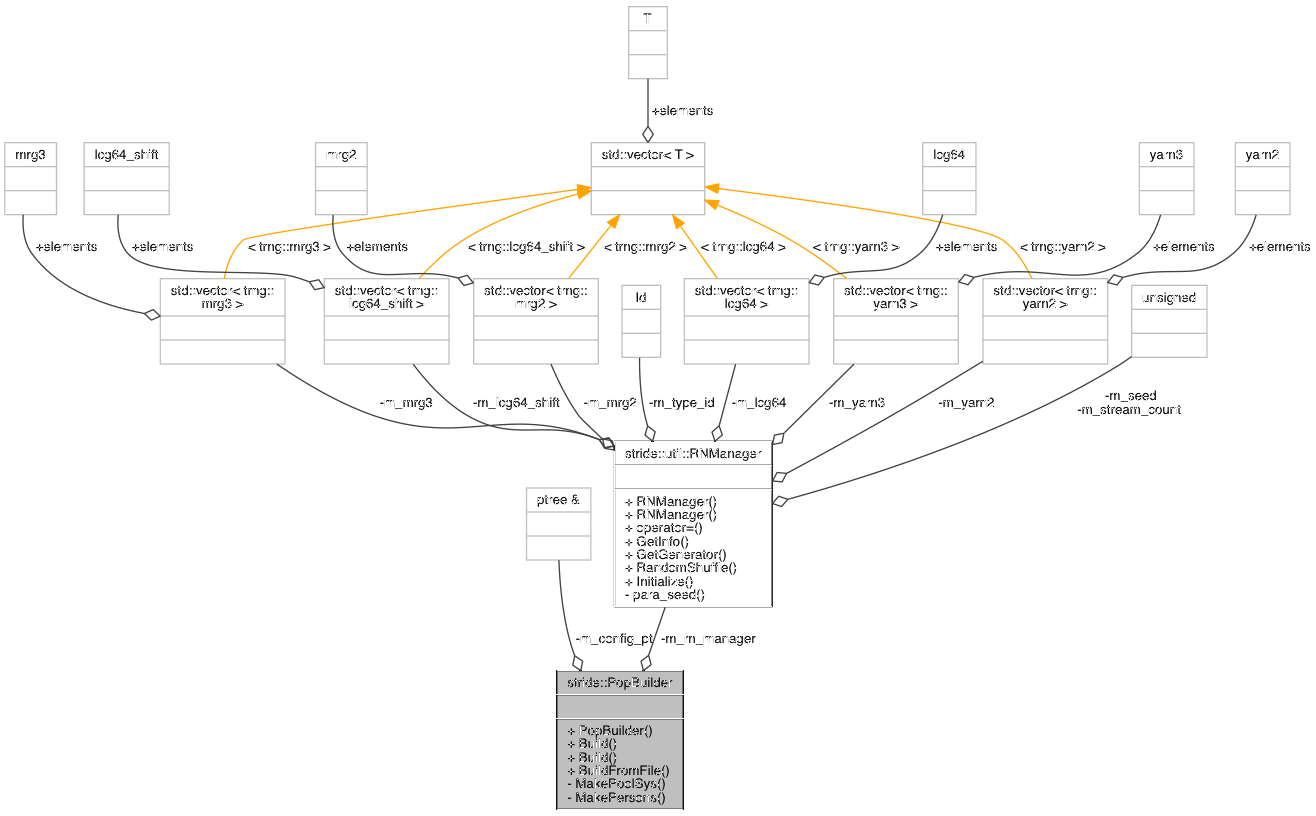 T
+elements
mrg3
lcg64_shift
mrg2
std::vector< T >
lcg64
yarn3
yarn2
+elements
+elements
+elements
< trng::mrg3 >
< trng::lcg64_shift >
< trng::mrg2 >
< trng::lcg64 >
< trng::yarn3 >
< trng::yarn2 >
+elements
+elements
+elements
std::vector< trng::
mrg3 >
std::vector< trng::
lcg64_shift >
std::vector< trng::
mrg2 >
Id
std::vector< trng::
lcg64 >
std::vector< trng::
yarn3 >
std::vector< trng::
yarn2 >
unsigned
-m_mrg3
-m_lcg64_shift
-m_mrg2
-m_type_id
-m_lcg64
-m_yarn3
-m_yarn2
-m_seed
-m_stream_count
stride::util::RNManager
+ RNManager()
+ RNManager()
+ operator=()
+ GetInfo()
+ GetGenerator()
+ RandomShuffle()
+ Initialize()
- para_seed()
ptree &
-m_config_pt
-m_rn_manager
stride::PopBuilder
+ PopBuilder()
+ Build()
+ Build()
+ BuildFromFile()
- MakePoolSys()
- MakePersons()